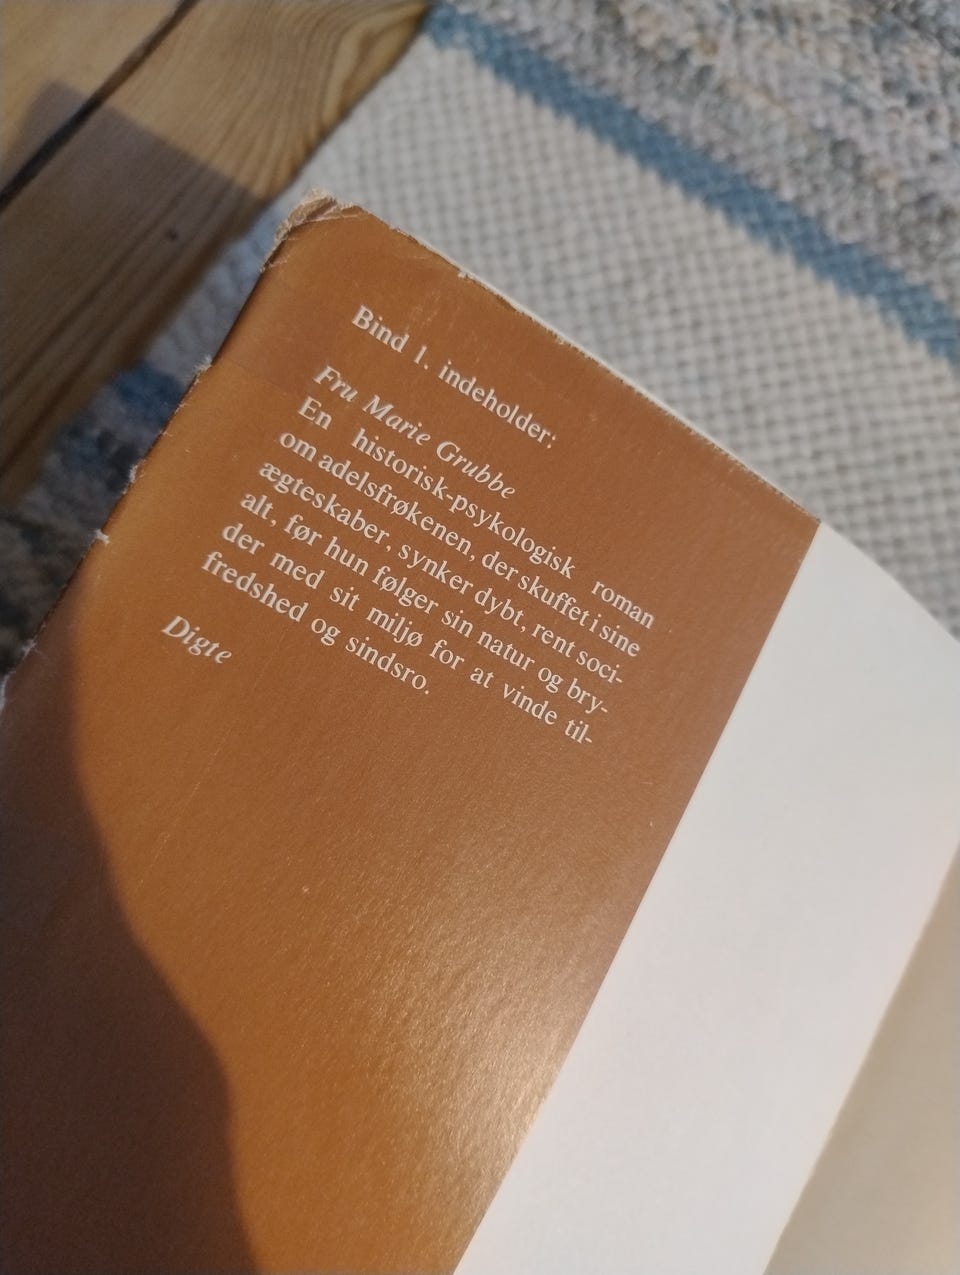 Bind 1. indeholder:
Fru Marie Grubbe
En historisk-psykologisk roman
om adelsfrøkenen, der skuffet i sine
ægteskaber, synker dybt, rent soci-
alt, før hun følger sin natur og bry-
der med sit miljø for at vinde til-
fredshed og sindsro.
Digte